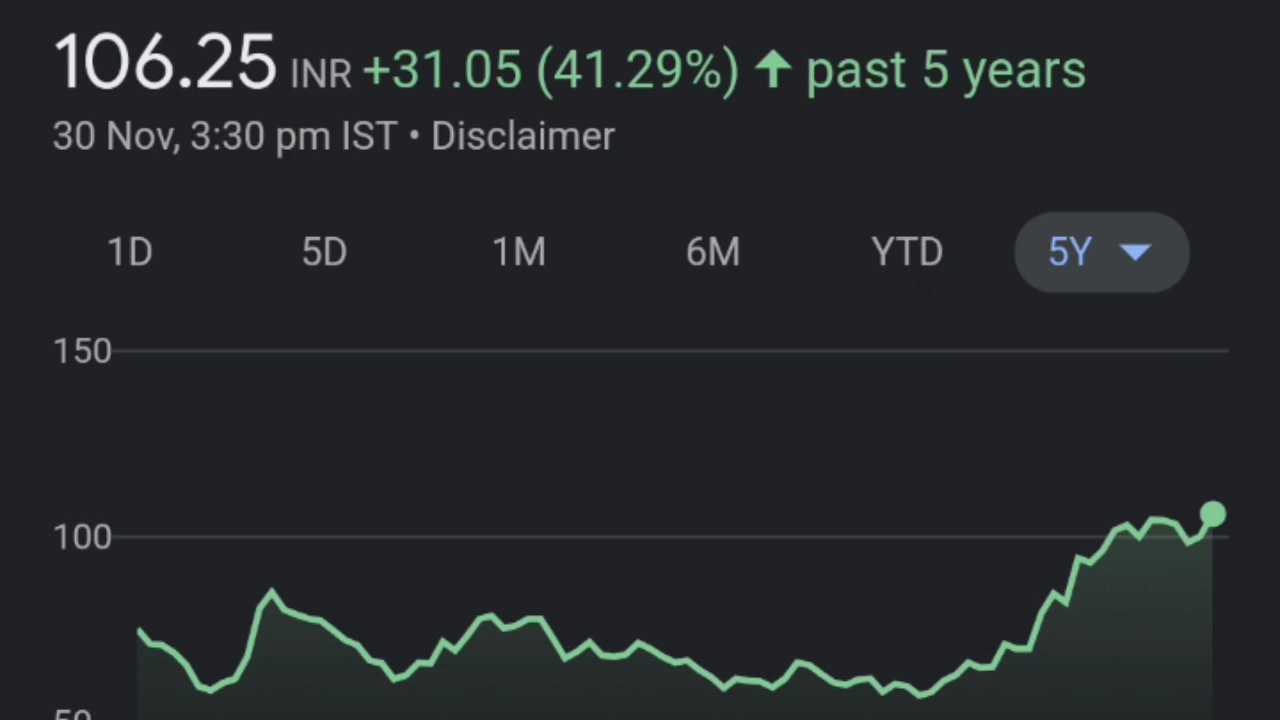 106.25 INR +31.05 (41.29%) ↑ past 5 years
30 Nov, 3:30 pm IST • Disclaimer
1D 5D 1M 6M YTD 5Y
150
100
50